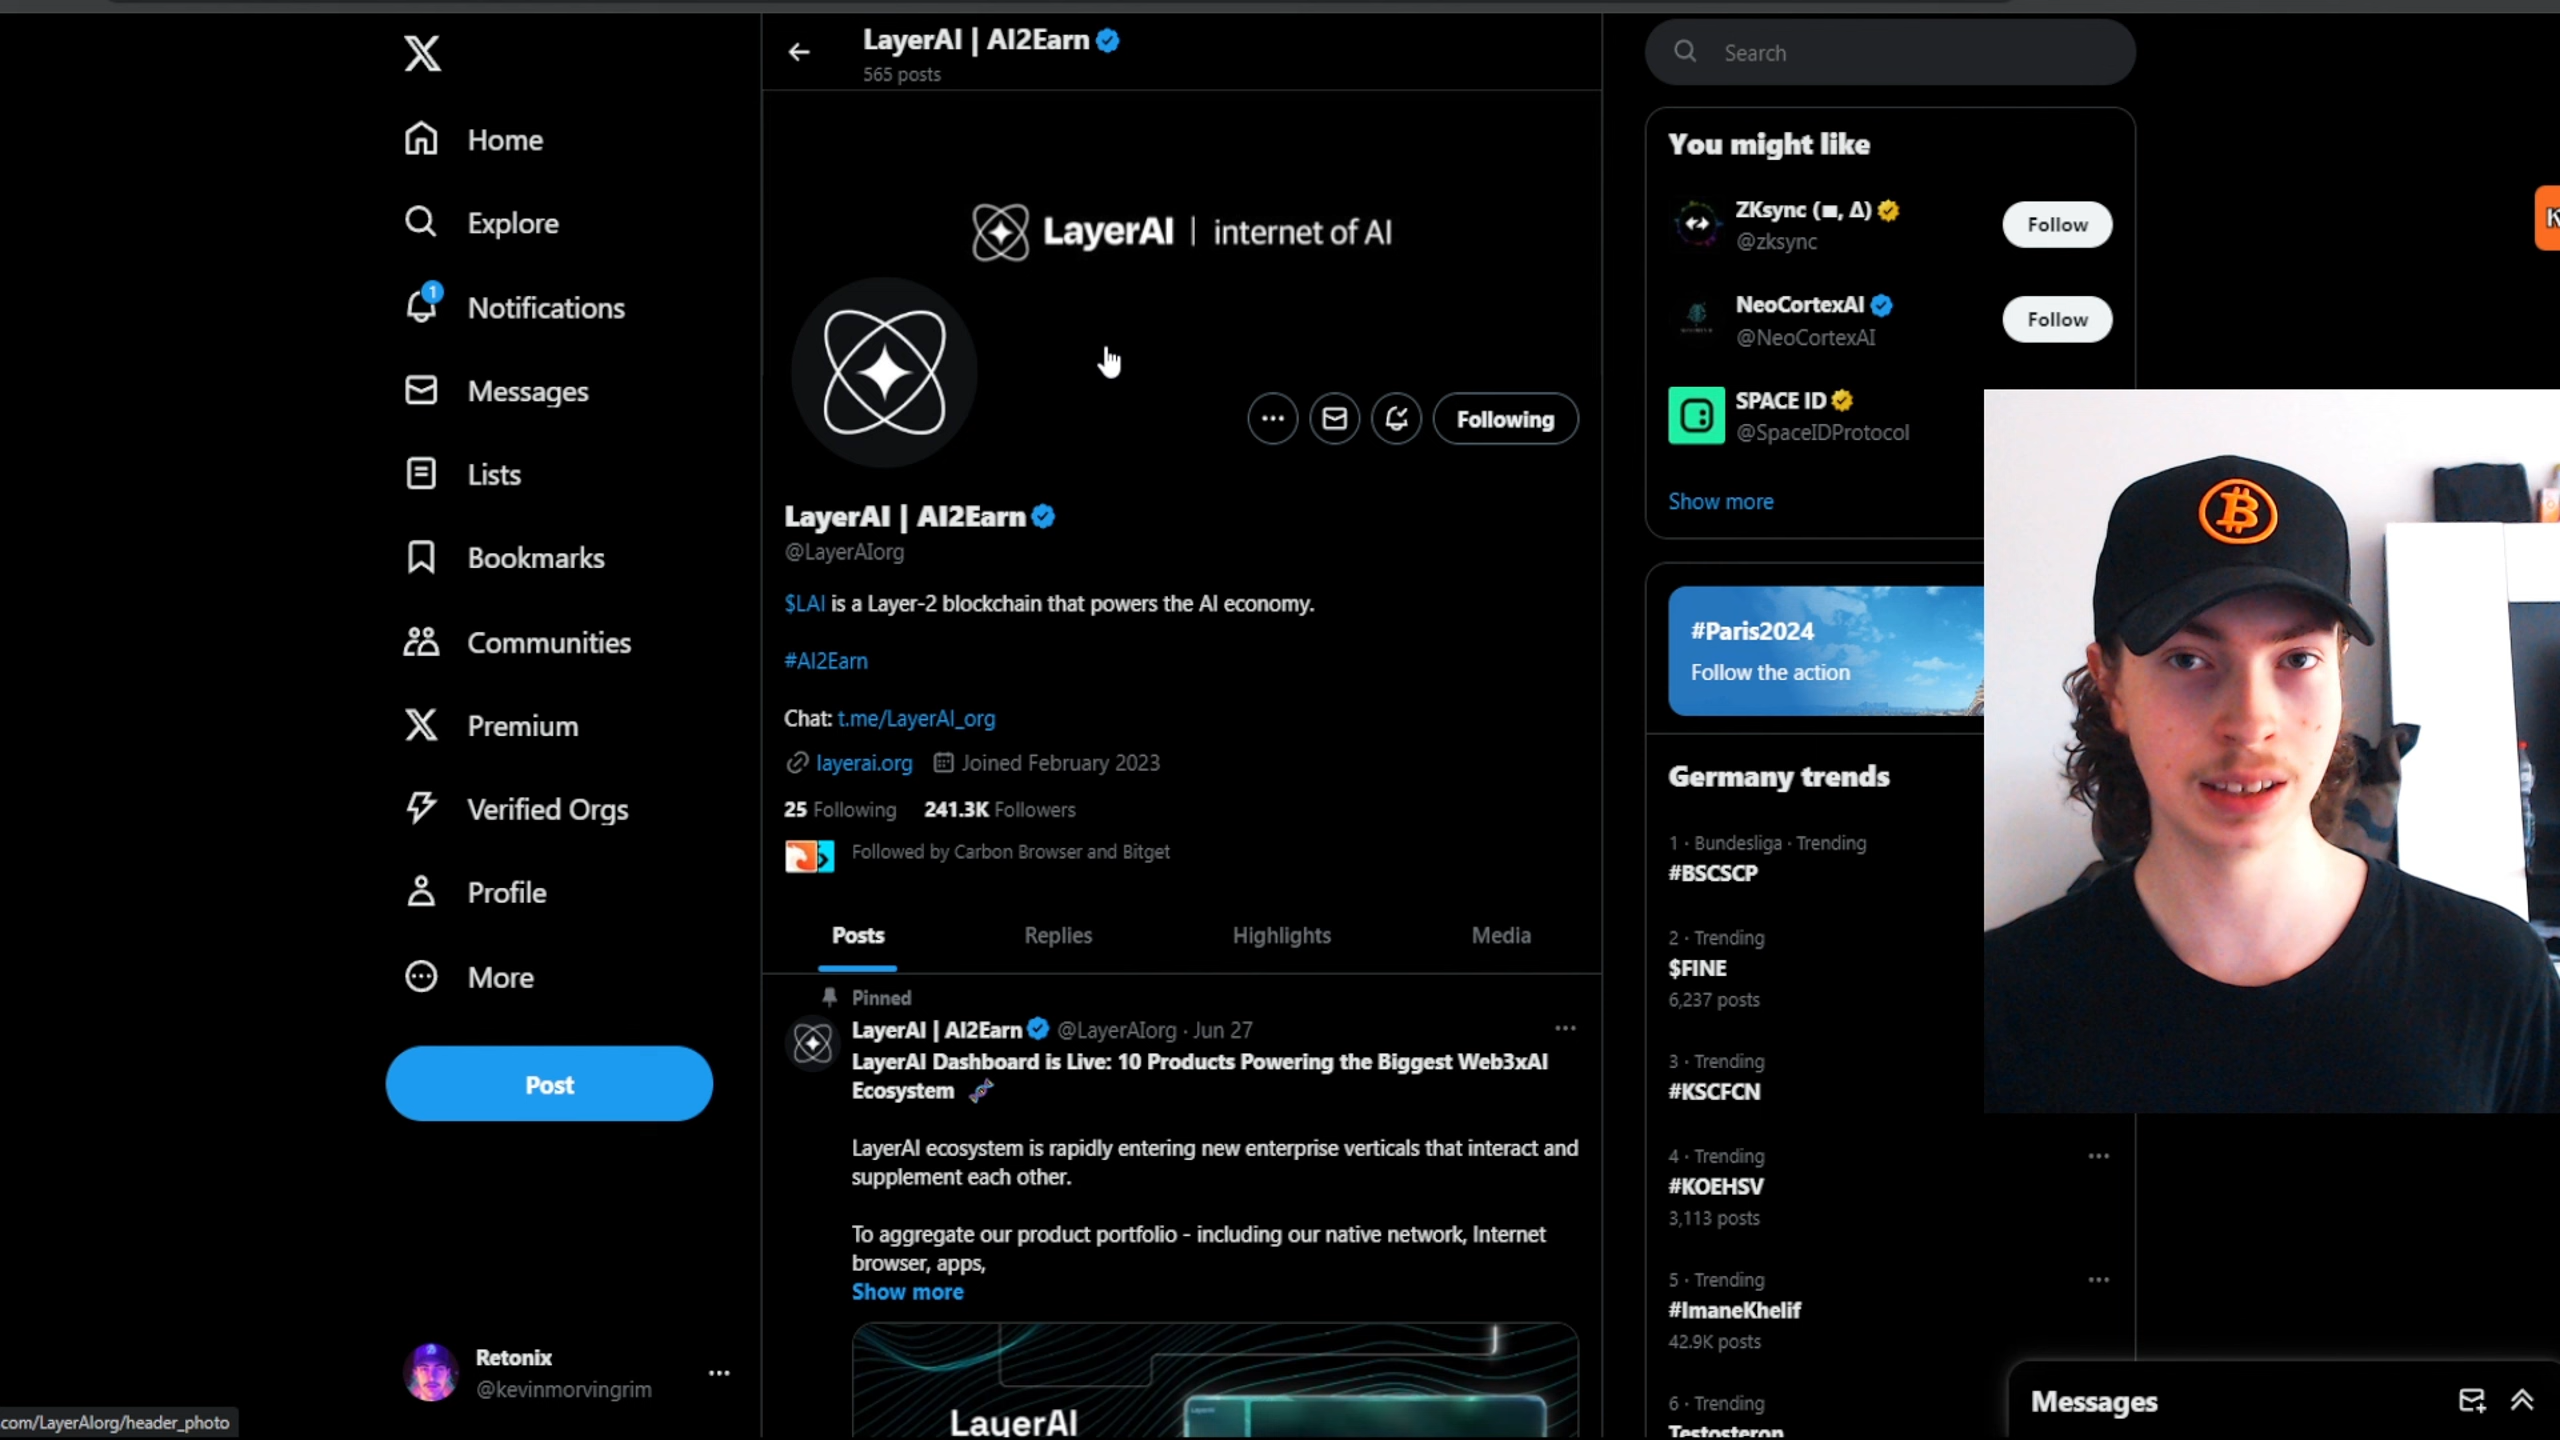 Home
Explore
1
Notifications
Messages
Lists
Bookmarks
Communities
Premium
Verified Orgs
Profile
More
Post
Retonix
@kevinmorvingrim
com/LayerAIorg/header_photo
LayerAI | AI2Earn
565 posts
LayerAI | internet of AI
Following
LayerAI | AI2Earn
@LayerAIorg
$LAI is a Layer-2 blockchain that powers the AI economy.
#AI2Earn
Chat: t.me/LayerAI_org
layerai.org Joined February 2023
25 Following 241.3K Followers
Followed by Carbon Browser and Bitget
Posts Replies Highlights Media
Pinned
LayerAI | AI2Earn @LayerAIorg · Jun 27
LayerAI Dashboard is Live: 10 Products Powering the Biggest Web3xAI
Ecosystem
LayerAI ecosystem is rapidly entering new enterprise verticals that interact and
supplement each other.
To aggregate our product portfolio - including our native network, Internet
browser, apps,
Show more
LayerAI
Search
You might like
ZKsync (∎, ∆)
@zksync
Follow
NeoCortexAI
@NeoCortexAI
Follow
SPACE ID
@SpaceIDProtocol
Show more
#Paris2024
Follow the action
Germany trends
1 · Bundesliga · Trending
#BSCSCP
2 · Trending
$FINE
6,237 posts
3 · Trending
#KSCFCN
4 · Trending
#KOEHSV
3,113 posts
5 · Trending
#ImaneKhelif
42.9K posts
6 · Trending
Testosteron
Messages